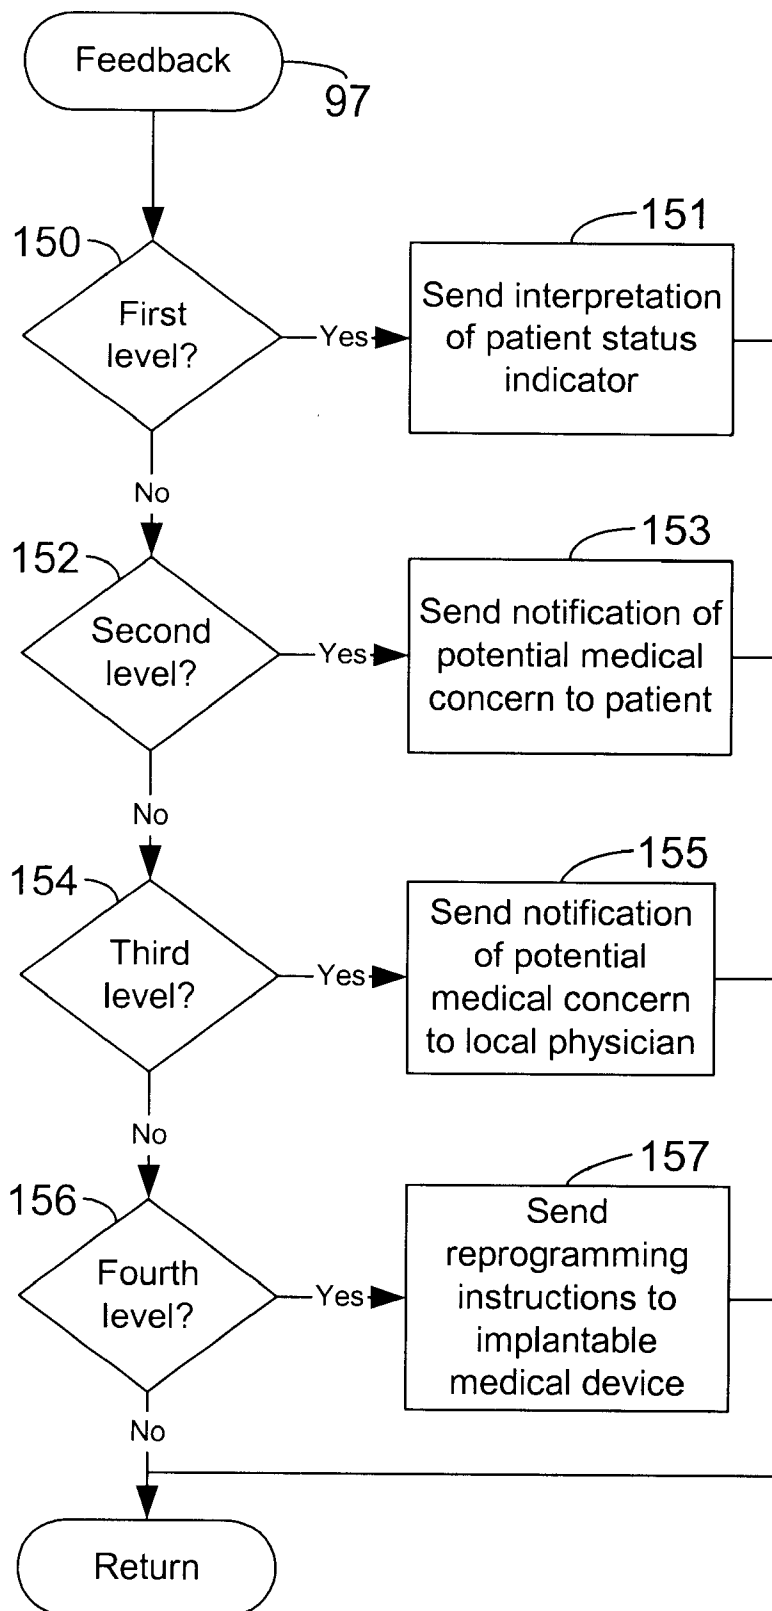 Feedback
97
150
First
level?
Yes
151
Send interpretation
of patient status
indicator
No
152
Second
level?
Yes
153
Send notification of
potential medical
concern to patient
No
154
Third
level?
Yes
155
Send notification
of potential
medical concern
to local physician
No
156
Fourth
level?
Yes
157
Send
reprogramming
instructions to
implantable
medical device
No
Return